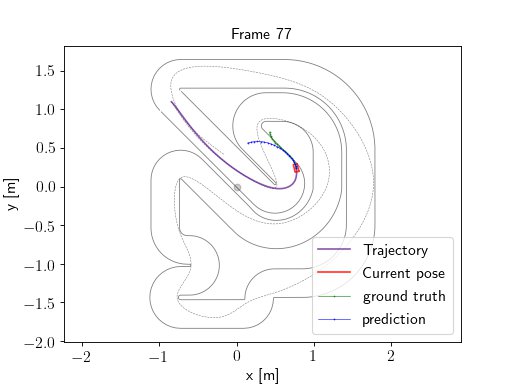 Frame 77
1.5
1.0
0.5
0.0
−0.5
−1.0
−1.5
−2.0
y [m]
−2
−1
0
1
2
x [m]
Trajectory
Current pose
ground truth
prediction